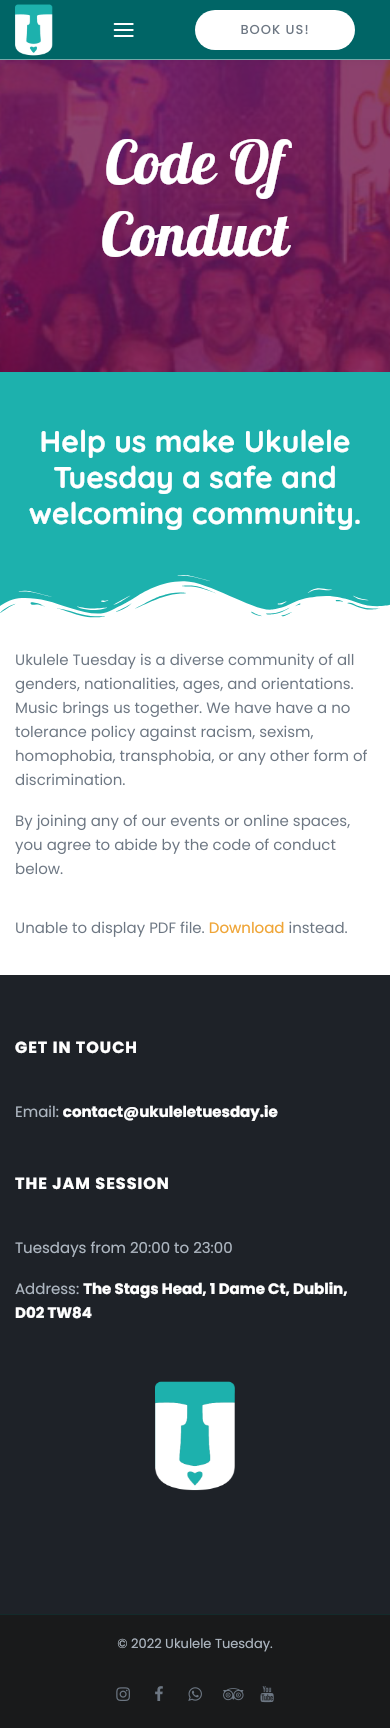 BOOK US!
Code Of
Conduct
Help us make Ukulele
Tuesday a safe and
welcoming community.
Ukulele Tuesday is a diverse community of all
genders, nationalities, ages, and orientations.
Music brings us together. We have have a no
tolerance policy against racism, sexism,
homophobia, transphobia, or any other form of
discrimination.
By joining any of our events or online spaces,
you agree to abide by the code of conduct
below.
Unable to display PDF file. Download instead.
GET IN TOUCH
Email: contact@ukuleletuesday.ie
THE JAM SESSION
Tuesdays from 20:00 to 23:00
Address: The Stags Head, 1 Dame Ct, Dublin,
D02 TW84
© 2022 Ukulele Tuesday.